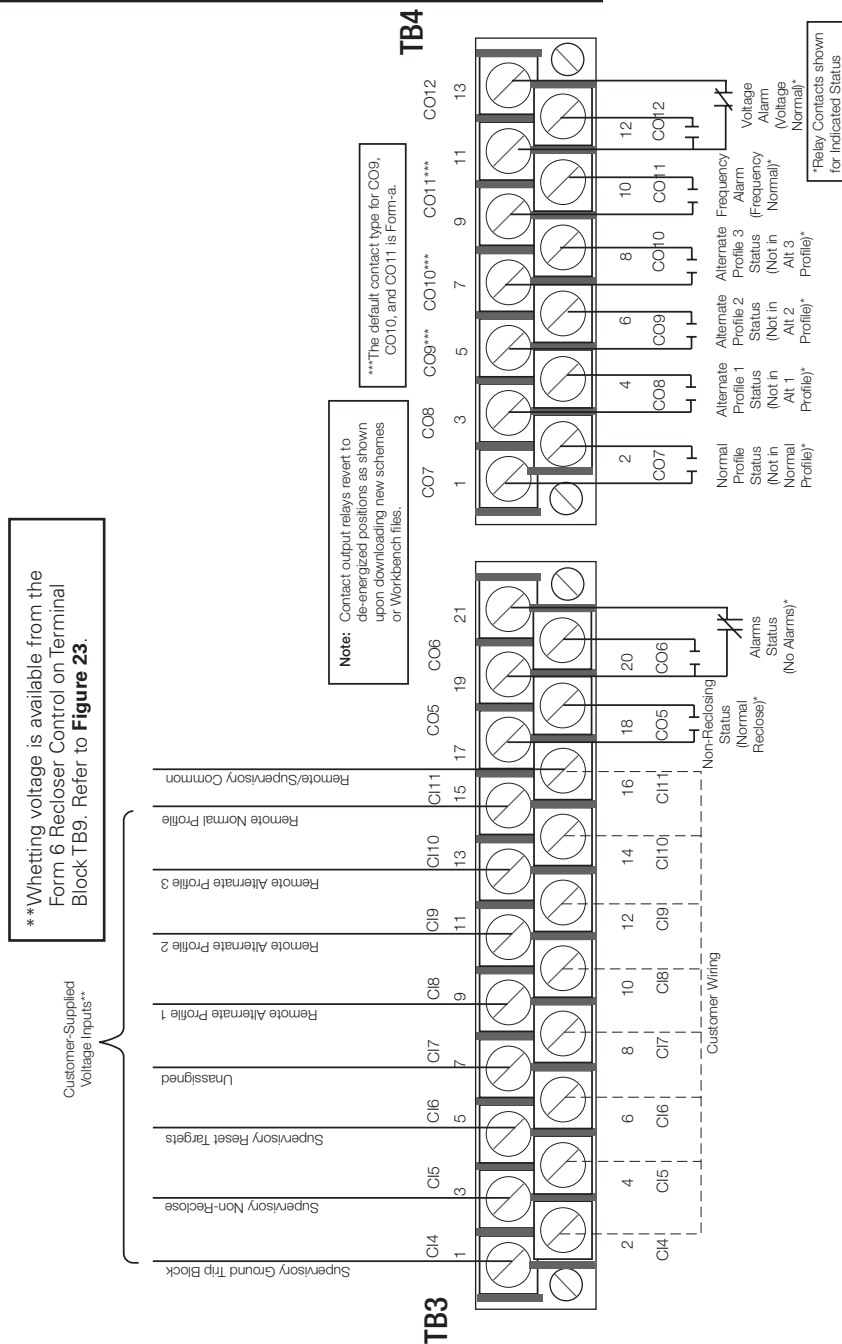 **Whetting voltage is available from the
Form 6 Recloser Control on Terminal
Block TB9. Refer to Figure 23.
Customer-Supplied
Voltage Inputs**
Supervisory Ground Trip Block
Supervisory Non-Reclose
Supervisory Reset Targets
Unassigned
Remote Alternate Profile 1
Remote Alternate Profile 2
Remote Alternate Profile 3
Remote Normal Profile
Remote/Supervisory Common
TB3
CI4 CI5 CI6 CI7 CI8 CI9 CI10 CI11 CO5 CO6
1 3 5 7 9 11 13 15 17 19 21
2 4 6 8 10 12 14 16 18 20
CI4 CI5 CI6 CI7 CI8 CI9 CI10 CI11 CO5 CO6
Customer Wiring
Non-Reclosing
Status
(Normal
Reclose)*
Alarms
Status
(No Alarms)*
Note: Contact output relays revert to
de-energized positions as shown
upon downloading new schemes
or Workbench files.
***The default contact type for CO9,
CO10, and CO11 is Form-a.
TB4
CO7 CO8 CO9*** CO10*** CO11*** CO12
1 3 5 7 9 11 13
2 4 6 8 10 12
CO7 CO8 CO9 CO10 CO11 CO12
Normal
Profile
Status
(Not in
Normal
Profile)*
Alternate
Profile 1
Status
(Not in
Alt 1
Profile)*
Alternate
Profile 2
Status
(Not in
Alt 2
Profile)*
Alternate
Profile 3
Status
(Not in
Alt 3
Profile)*
Frequency
Alarm
(Frequency
Normal)*
Voltage
Alarm
(Voltage
Normal)*
*Relay Contacts shown
for Indicated Status